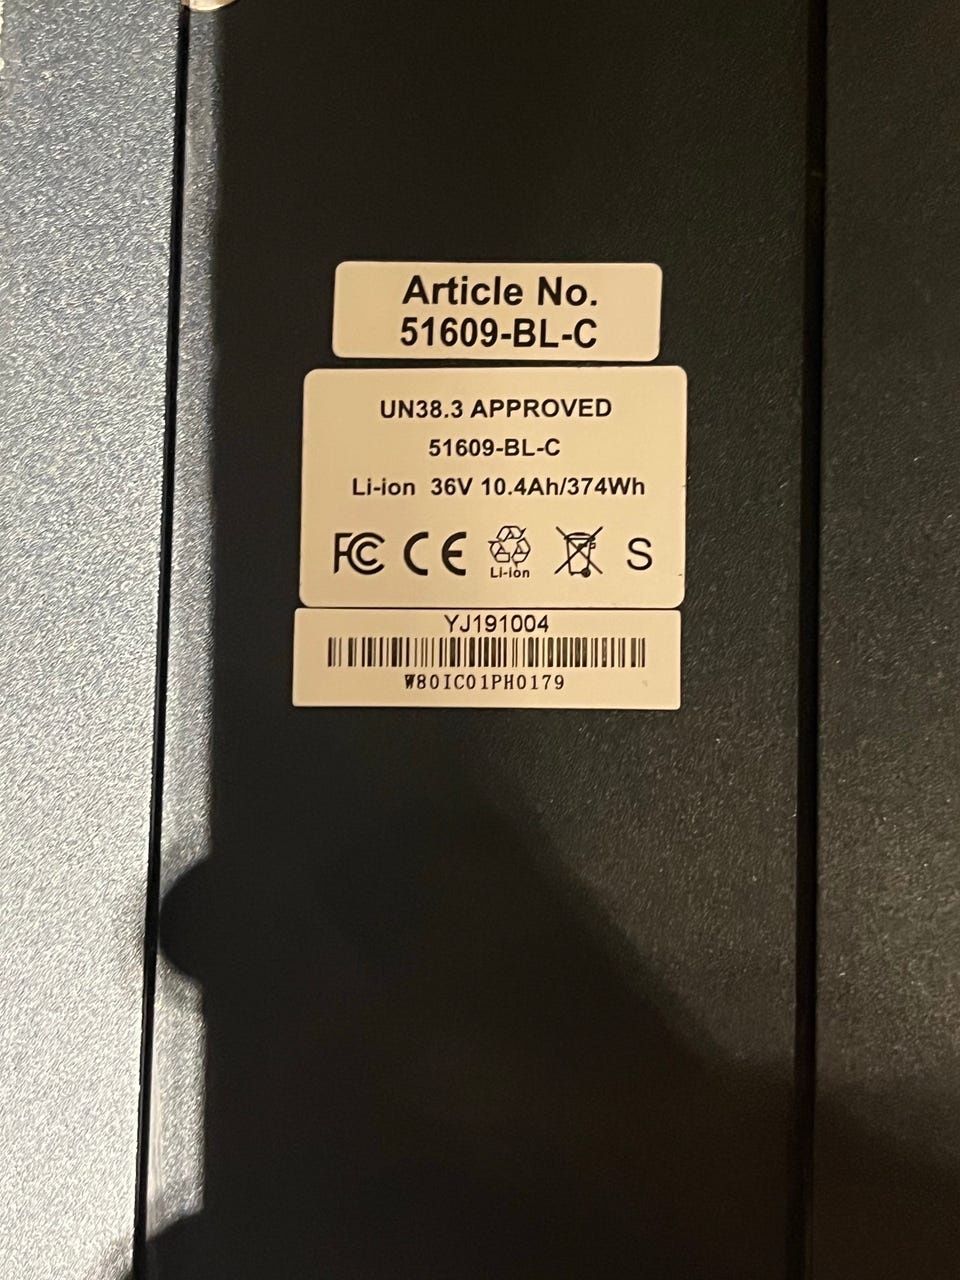 Article No.
51609-BL-C
UN38.3 APPROVED
51609-BL-C
Li-ion 36V 10.4Ah/374Wh
FC CE Li-ion S
YJ191004
W80IC01PH0179